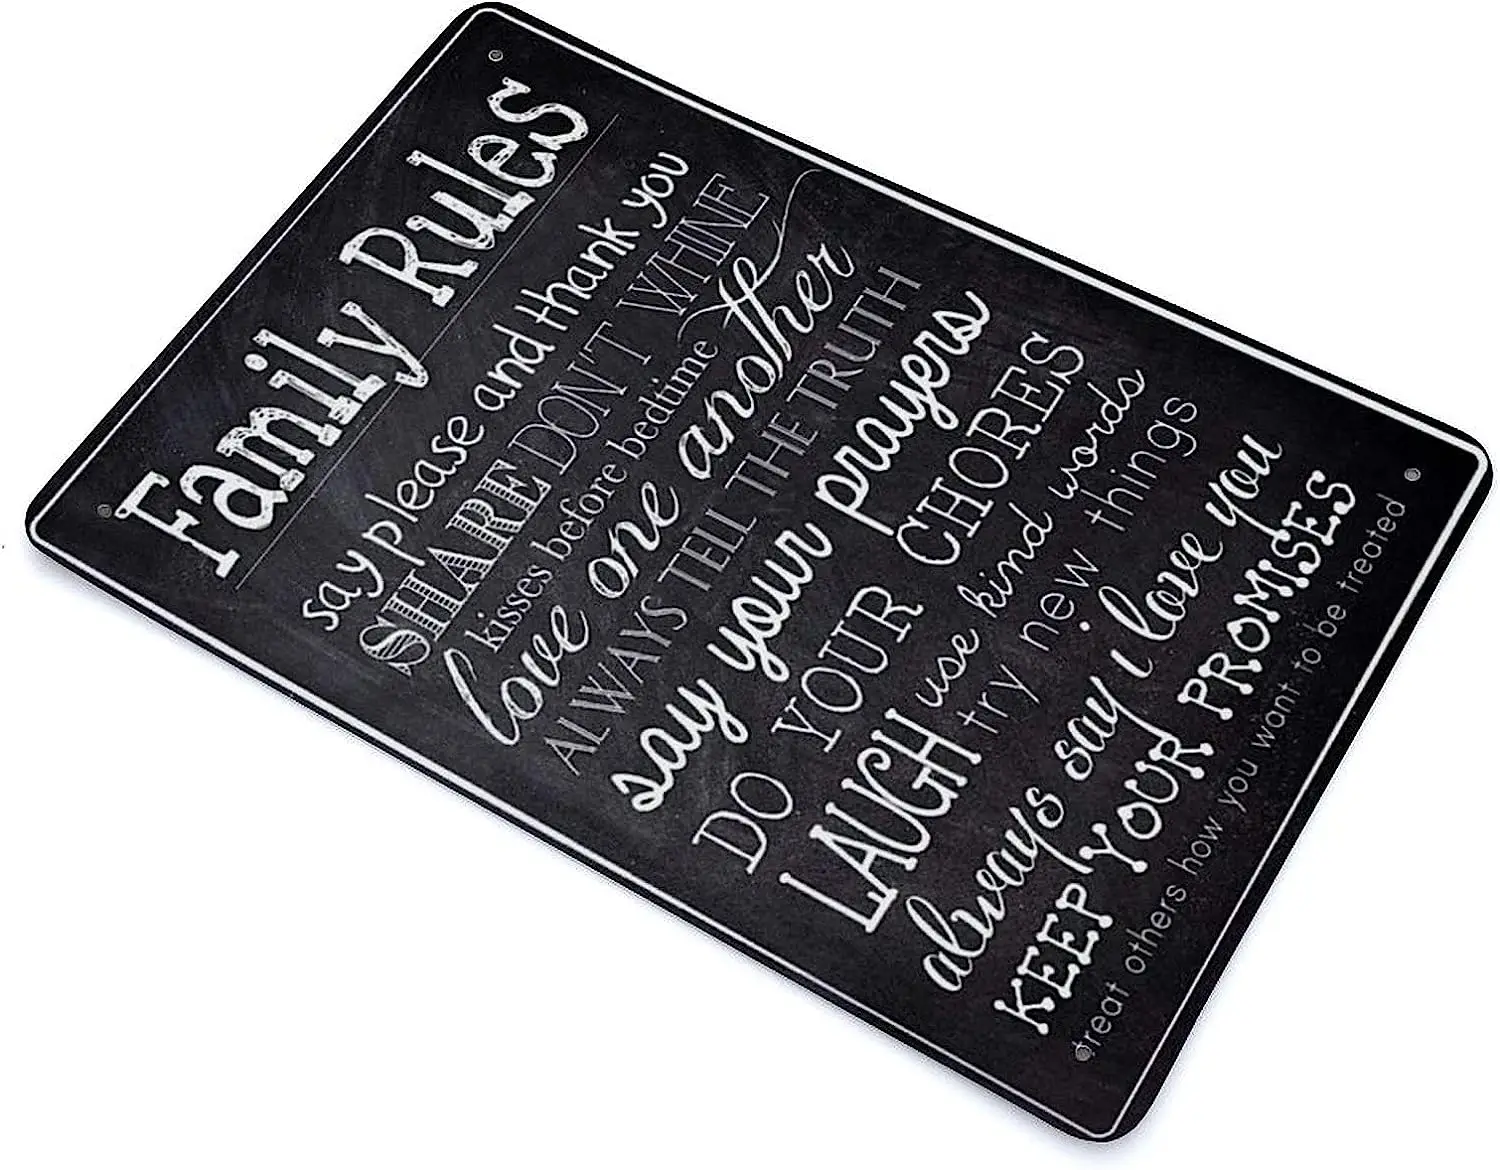 Family Rules
say please and thank you
SHARE DON'T WHINE
kisses before bedtime
love one another
ALWAYS TELL THE TRUTH
say your prayers
DO YOUR CHORES
LAUGH use kind words
try new things
always say i love you
KEEP YOUR PROMISES
treat others how you want to be treated